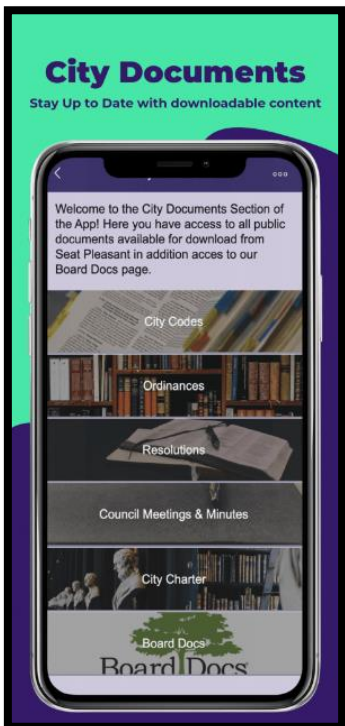 City Documents
Stay Up to Date with downloadable content
Welcome to the City Documents Section of
the App! Here you have access to all public
documents available for download from
Seat Pleasant in addition acces to our
Board Docs page.
City Codes
Ordinances
Resolutions
Council Meetings & Minutes
City Charter
Board Docs
Board Docs